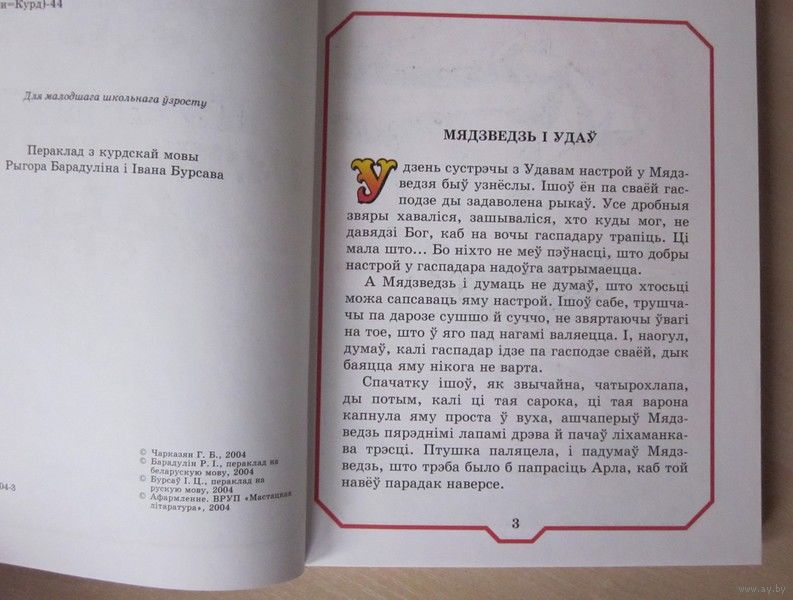 и=Курд)-44
Для малодшага школьнага ўзросту
Пераклад з курдскай мовы
Рыгора Барадуліна і Івана Бурсава
© Чарказян Г. Б., 2004
© Барадулін Р. І., пераклад на
беларускую мову, 2004
© Бурсаў І. Ц., пераклад на
рускую мову, 2004
© Афармленне. ВРУП «Мастацкая
літаратура», 2004
04-3
МЯДЗВЕДЗЬ І УДАЎ
У дзень сустрэчы з Удавам настрой у Мядз-
ведзя быў узнёслы. Ішоў ён па сваёй гас-
подзе ды задаволена рыкаў. Усе дробныя
звяры хаваліся, зашываліся, хто куды мог, не
давядзі Бог, каб на вочы гаспадару трапіць. Ці
мала што... Бо ніхто не меў пэўнасці, што добры
настрой у гаспадара надоўга затрымаецца.
А Мядзведзь і думаць не думаў, што хтосьці
можа сапсаваць яму настрой. Ішоў сабе, трушча-
чы па дарозе сушшо й суччо, не звяртаючы ўвагі
на тое, што ў яго пад нагамі валяецца. І, наогул,
думаў, калі гаспадар ідзе па гасподзе сваёй, дык
баяцца яму нікога не варта.
Спачатку ішоў, як звычайна, чатырохлапа,
ды потым, калі ці тая сарока, ці тая варона
капнула яму проста ў вуха, ашчаперыў Мядз-
ведзь пярэднімі лапамі дрэва й пачаў ліхаманка-
ва трэсці. Птушка паляцела, і падумаў Мядз-
ведзь, што трэба было б папрасіць Арла, каб той
навёў парадак наверсе.
3
www.ay.by